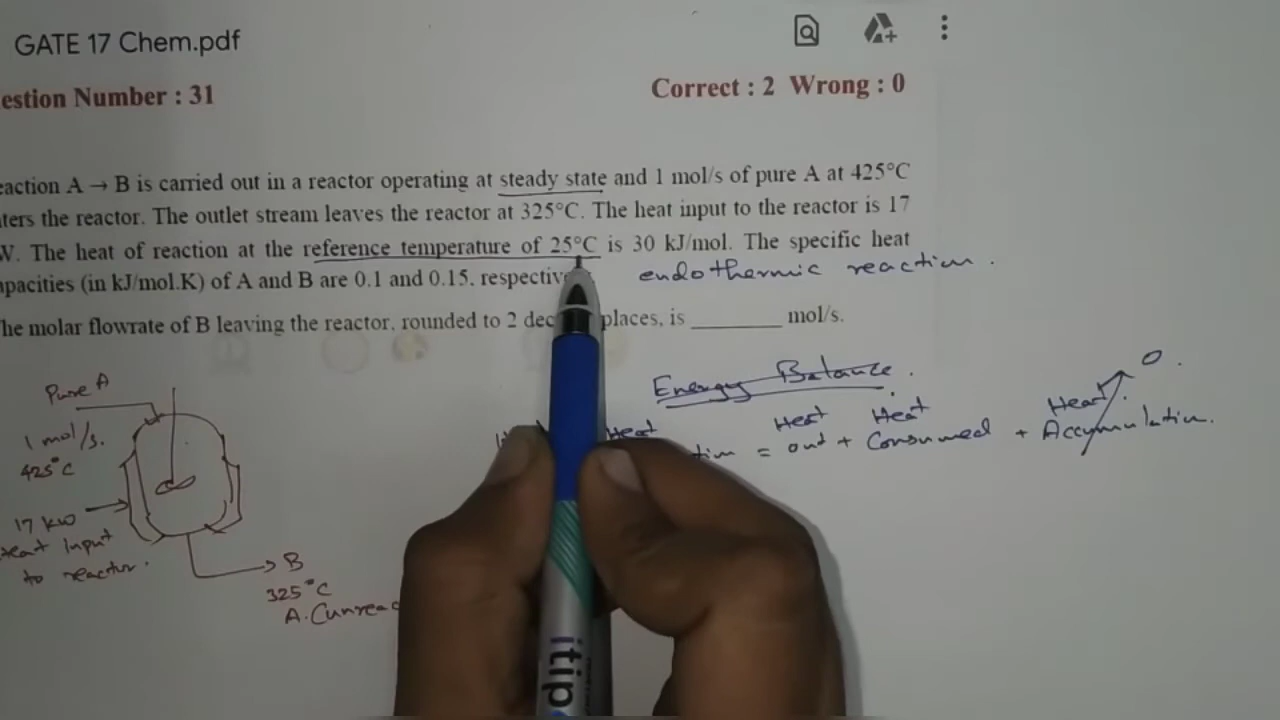 GATE 17 Chem.pdf
estion Number : 31
Correct : 2 Wrong : 0
eaction A → B is carried out in a reactor operating at steady state and 1 mol/s of pure A at 425°C
ters the reactor. The outlet stream leaves the reactor at 325°C. The heat input to the reactor is 17
W. The heat of reaction at the reference temperature of 25°C is 30 kJ/mol. The specific heat
apacities (in kJ/mol.K) of A and B are 0.1 and 0.15. respectiv
endothermic reaction.
he molar flowrate of B leaving the reactor, rounded to 2 dec places, is ________ mol/s.
Energy Balance.
Pure A
1 mol/s.
425°C
17 kW
Heat Input
to reactor.
B
325°C
A. (unreac
Heat Heat Heat Heat. 0.
= out + Consumed + Accumulation.
itip